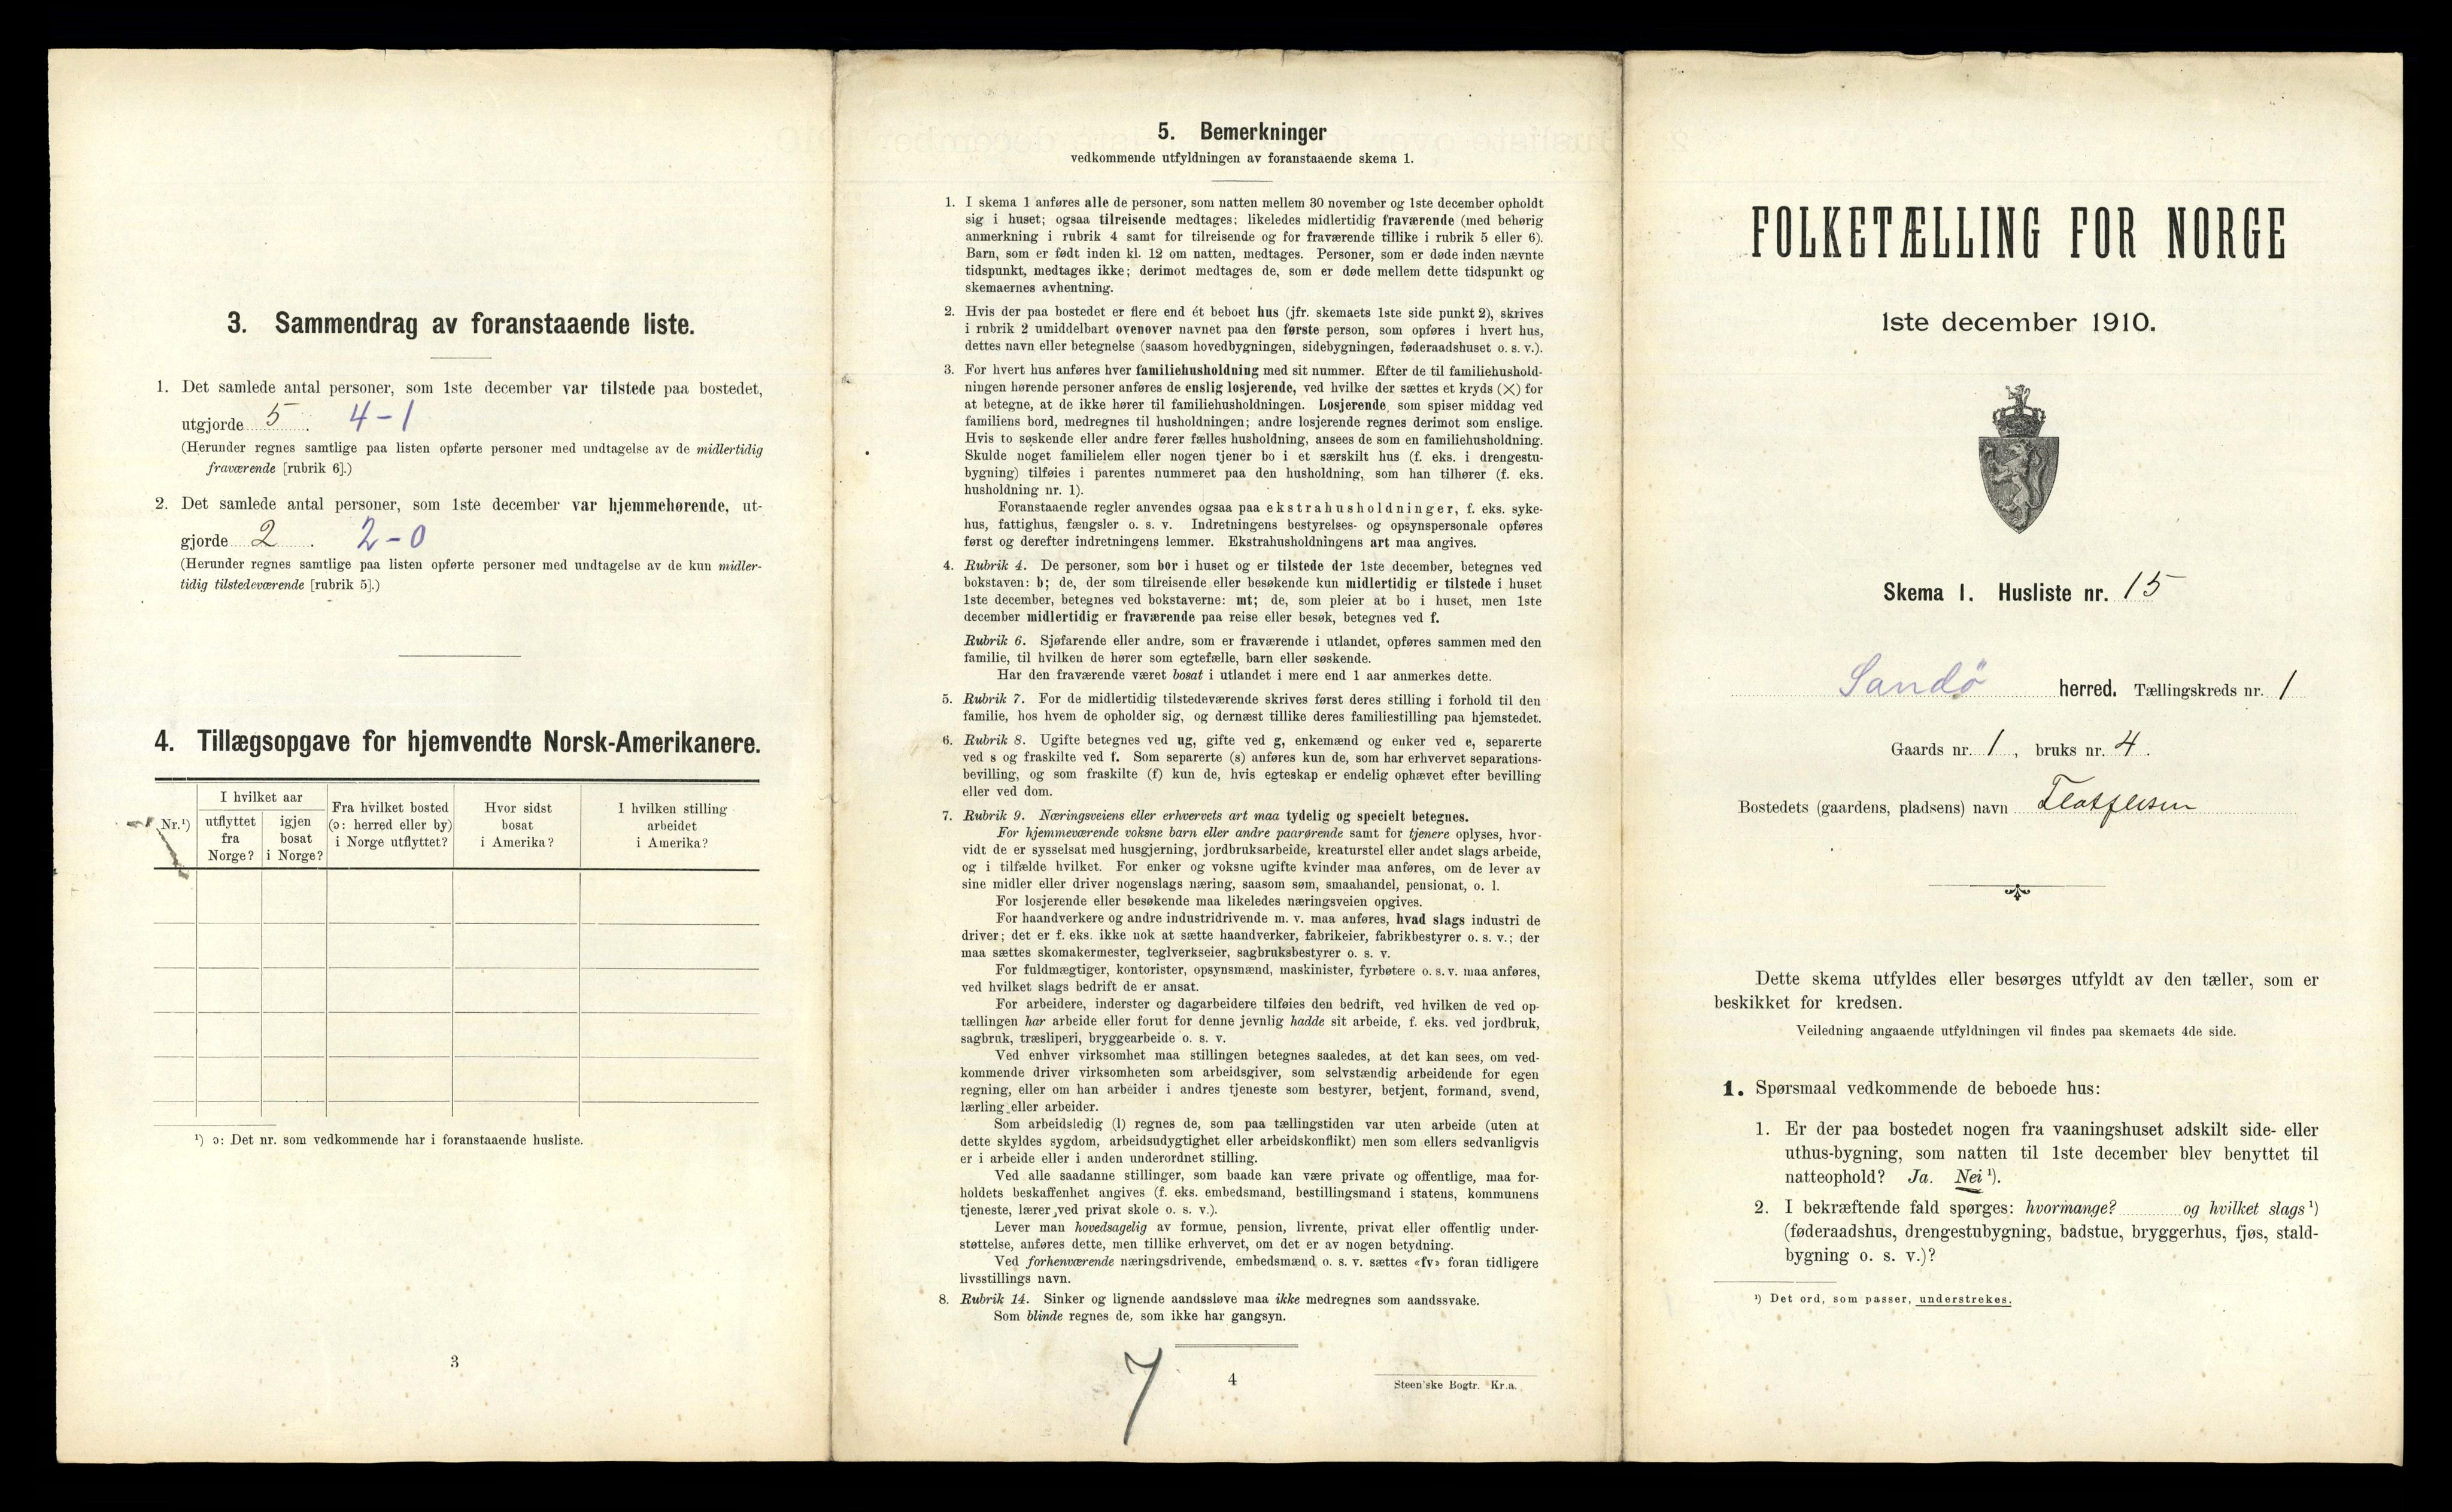 3. Sammendrag av foranstaaende liste.
1. Det samlede antal personer, som 1ste december var tilstede paa bostedet,
utgjorde 5 . 4-1
(Herunder regnes samtlige paa listen opførte personer med undtagelse av de midlertidig
fraværende [rubrik 6].)
2. Det samlede antal personer, som 1ste december var hjemmehørende, ut-
gjorde 2 . 2-0
(Herunder regnes samtlige paa listen opførte personer med undtagelse av de kun midler-
tidig tilstedeværende [rubrik 5].)
4. Tillægsopgave for hjemvendte Norsk-Amerikanere.
Nr.¹)
I hvilket aar
utflyttet
fra
Norge?
igjen
bosat
i Norge?
Fra hvilket bosted
(ɔ: herred eller by)
i Norge utflyttet?
Hvor sidst
bosat
i Amerika?
I hvilken stilling
arbeidet
i Amerika?
¹) ɔ: Det nr. som vedkommende har i foranstaaende husliste.
3
5. Bemerkninger
vedkommende utfyldningen av foranstaaende skema 1.
1. I skema 1 anføres alle de personer, som natten mellem 30 november og 1ste december opholdt
sig i huset; ogsaa tilreisende medtages; likeledes midlertidig fraværende (med behørig
anmerkning i rubrik 4 samt for tilreisende og for fraværende tillike i rubrik 5 eller 6).
Barn, som er født inden kl. 12 om natten, medtages. Personer, som er døde inden nævnte
tidspunkt, medtages ikke; derimot medtages de, som er døde mellem dette tidspunkt og
skemaernes avhentning.
2. Hvis der paa bostedet er flere end ét beboet hus (jfr. skemaets 1ste side punkt 2), skrives
i rubrik 2 umiddelbart ovenover navnet paa den første person, som opføres i hvert hus,
dettes navn eller betegnelse (saasom hovedbygningen, sidebygningen, føderaadshuset o. s. v.).
3. For hvert hus anføres hver familiehusholdning med sit nummer. Efter de til familiehushold-
ningen hørende personer anføres de enslig losjerende, ved hvilke der sættes et kryds (×) for
at betegne, at de ikke hører til familiehusholdningen. Losjerende, som spiser middag ved
familiens bord, medregnes til husholdningen; andre losjerende regnes derimot som enslige.
Hvis to søskende eller andre fører fælles husholdning, ansees de som en familiehusholdning.
Skulde noget familielem eller nogen tjener bo i et særskilt hus (f. eks. i drengestu-
bygning) tilføies i parentes nummeret paa den husholdning, som han tilhører (f. eks.
husholdning nr. 1).
Foranstaaende regler anvendes ogsaa paa ekstrahusholdninger, f. eks. syke-
hus, fattighus, fængsler o. s. v. Indretningens bestyrelses- og opsynspersonale opføres
først og derefter indretningens lemmer. Ekstrahusholdningens art maa angives.
4. Rubrik 4. De personer, som bor i huset og er tilstede der 1ste december, betegnes ved
bokstaven: b; de, der som tilreisende eller besøkende kun midlertidig er tilstede i huset
1ste december, betegnes ved bokstaverne: mt; de, som pleier at bo i huset, men 1ste
december midlertidig er fraværende paa reise eller besøk, betegnes ved f.
Rubrik 6. Sjøfarende eller andre, som er fraværende i utlandet, opføres sammen med den
familie, til hvilken de hører som egtefælle, barn eller søskende.
Har den fraværende været bosat i utlandet i mere end 1 aar anmerkes dette.
5. Rubrik 7. For de midlertidig tilstedeværende skrives først deres stilling i forhold til den
familie, hos hvem de opholder sig, og dernæst tillike deres familiestilling paa hjemstedet.
6. Rubrik 8. Ugifte betegnes ved ug, gifte ved g, enkemænd og enker ved e, separerte
ved s og fraskilte ved f. Som separerte (s) anføres kun de, som har erhvervet separations-
bevilling, og som fraskilte (f) kun de, hvis egteskap er endelig ophævet efter bevilling
eller ved dom.
7. Rubrik 9. Næringsveiens eller erhvervets art maa tydelig og specielt betegnes.
For hjemmeværende voksne barn eller andre paarørende samt for tjenere oplyses, hvor-
vidt de er sysselsat med husgjerning, jordbruksarbeide, kreaturstel eller andet slags arbeide,
og i tilfælde hvilket. For enker og voksne ugifte kvinder maa anføres, om de lever av
sine midler eller driver nogenslags næring, saasom søm, smaahandel, pensionat, o. l.
For losjerende eller besøkende maa likeledes næringsveien opgives.
For haandverkere og andre industridrivende m. v. maa anføres, hvad slags industri de
driver; det er f. eks. ikke nok at sætte haandverker, fabrikeier, fabrikbestyrer o. s. v.; der
maa sættes skomakermester, teglverkseier, sagbruksbestyrer o. s. v.
For fuldmægtiger, kontorister, opsynsmænd, maskinister, fyrbøtere o. s. v. maa anføres,
ved hvilket slags bedrift de er ansat.
For arbeidere, inderster og dagarbeidere tilføies den bedrift, ved hvilken de ved op-
tællingen har arbeide eller forut for denne jevnlig hadde sit arbeide, f. eks. ved jordbruk,
sagbruk, træsliperi, bryggearbeide o. s. v.
Ved enhver virksomhet maa stillingen betegnes saaledes, at det kan sees, om ved-
kommende driver virksomheten som arbeidsgiver, som selvstændig arbeidende for egen
regning, eller om han arbeider i andres tjeneste som bestyrer, betjent, formand, svend,
lærling eller arbeider.
Som arbeidsledig (l) regnes de, som paa tællingstiden var uten arbeide (uten at
dette skyldes sygdom, arbeidsudygtighet eller arbeidskonflikt) men som ellers sedvanligvis
er i arbeide eller i anden underordnet stilling.
Ved alle saadanne stillinger, som baade kan være private og offentlige, maa for-
holdets beskaffenhet angives (f. eks. embedsmand, bestillingsmand i statens, kommunens
tjeneste, lærer ved privat skole o. s. v.).
Lever man hovedsagelig av formue, pension, livrente, privat eller offentlig under-
støttelse, anføres dette, men tillike erhvervet, om det er av nogen betydning.
Ved forhenværende næringsdrivende, embedsmænd o. s. v. sættes «fv» foran tidligere
livsstillings navn.
8. Rubrik 14. Sinker og lignende aandssløve maa ikke medregnes som aandssvake.
Som blinde regnes de, som ikke har gangsyn.
7
4
Steen'ske Bogtr. Kr.a.
FOLKETÆLLING FOR NORGE
1ste december 1910.
Skema 1. Husliste nr. 15
Sandö herred. Tællingskreds nr. 1
Gaards nr. 1, bruks nr. 4.
Bostedets (gaardens, pladsens) navn Flatflesen
Dette skema utfyldes eller besørges utfyldt av den tæller, som er
beskikket for kredsen.
Veiledning angaaende utfyldningen vil findes paa skemaets 4de side.
1. Spørsmaal vedkommende de beboede hus:
1. Er der paa bostedet nogen fra vaaningshuset adskilt side- eller
uthus-bygning, som natten til 1ste december blev benyttet til
natteophold? Ja. Nei ¹).
2. I bekræftende fald spørges: hvormange? og hvilket slags ¹)
(føderaadshus, drengestubygning, badstue, bryggerhus, fjøs, stald-
bygning o. s. v.)?
¹) Det ord, som passer, understrekes.